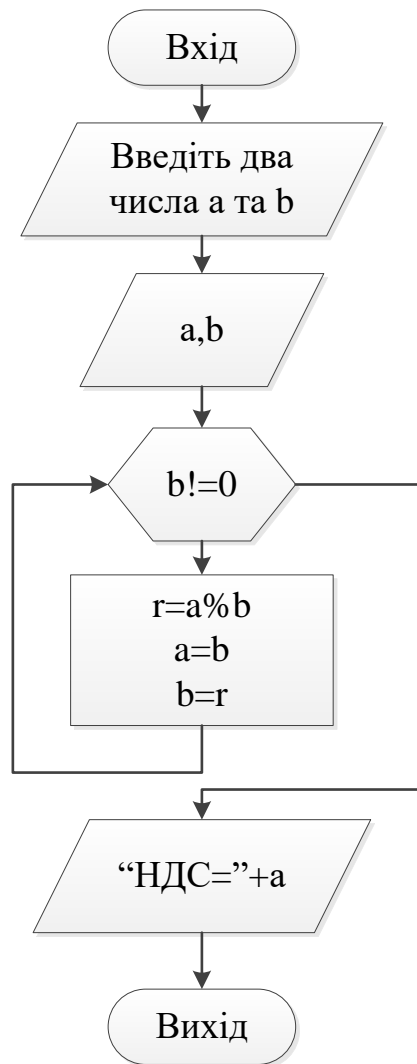 Вхід
Введіть два
числа a та b
a,b
b!=0
r=a%b
a=b
b=r
“НДС=”+a
Вихід